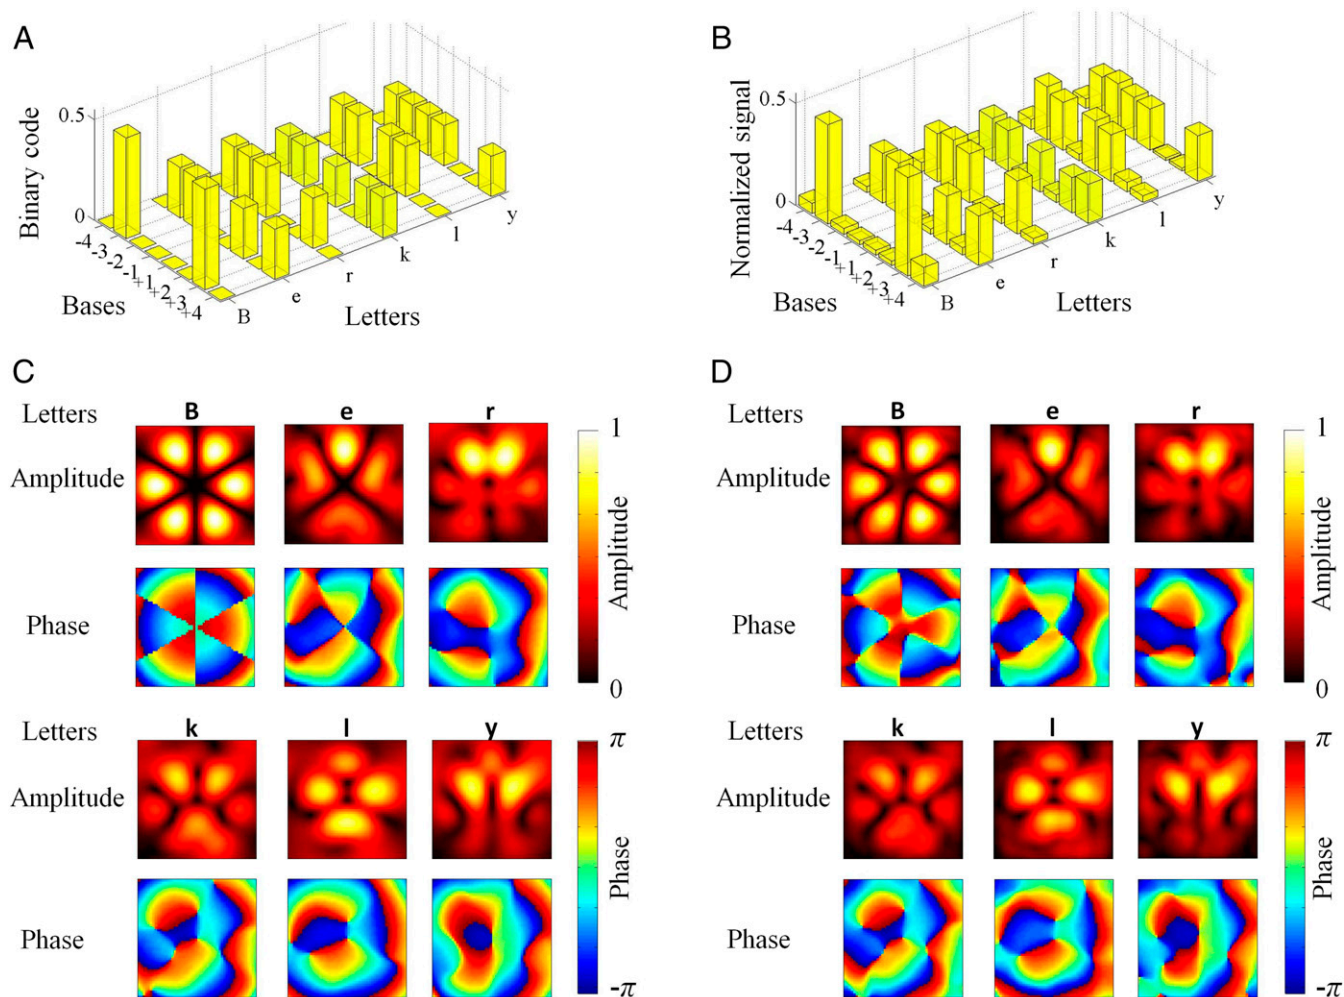 A
Binary code
0.5
0
-4
-3
-2
-1
+1
+2
+3
+4
Bases
B
e
r
k
l
y
Letters
B
Normalized signal
0.5
0
-4
-3
-2
-1
+1
+2
+3
+4
Bases
B
e
r
k
l
y
Letters
C
Letters B e r
Amplitude
Phase
1
Amplitude
0
Letters k l y
Amplitude
Phase
π
Phase
-π
D
Letters B e r
Amplitude
Phase
1
Amplitude
0
Letters k l y
Amplitude
Phase
π
Phase
-π